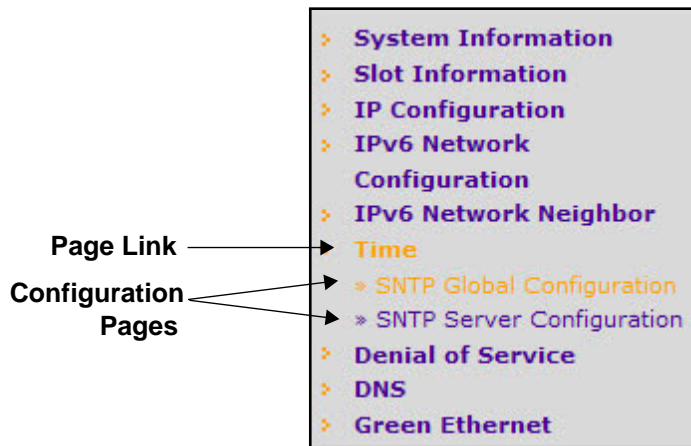 System Information
Slot Information
IP Configuration
IPv6 Network
Configuration
IPv6 Network Neighbor
Page Link
Time
Configuration
Pages
» SNTP Global Configuration
» SNTP Server Configuration
Denial of Service
DNS
Green Ethernet